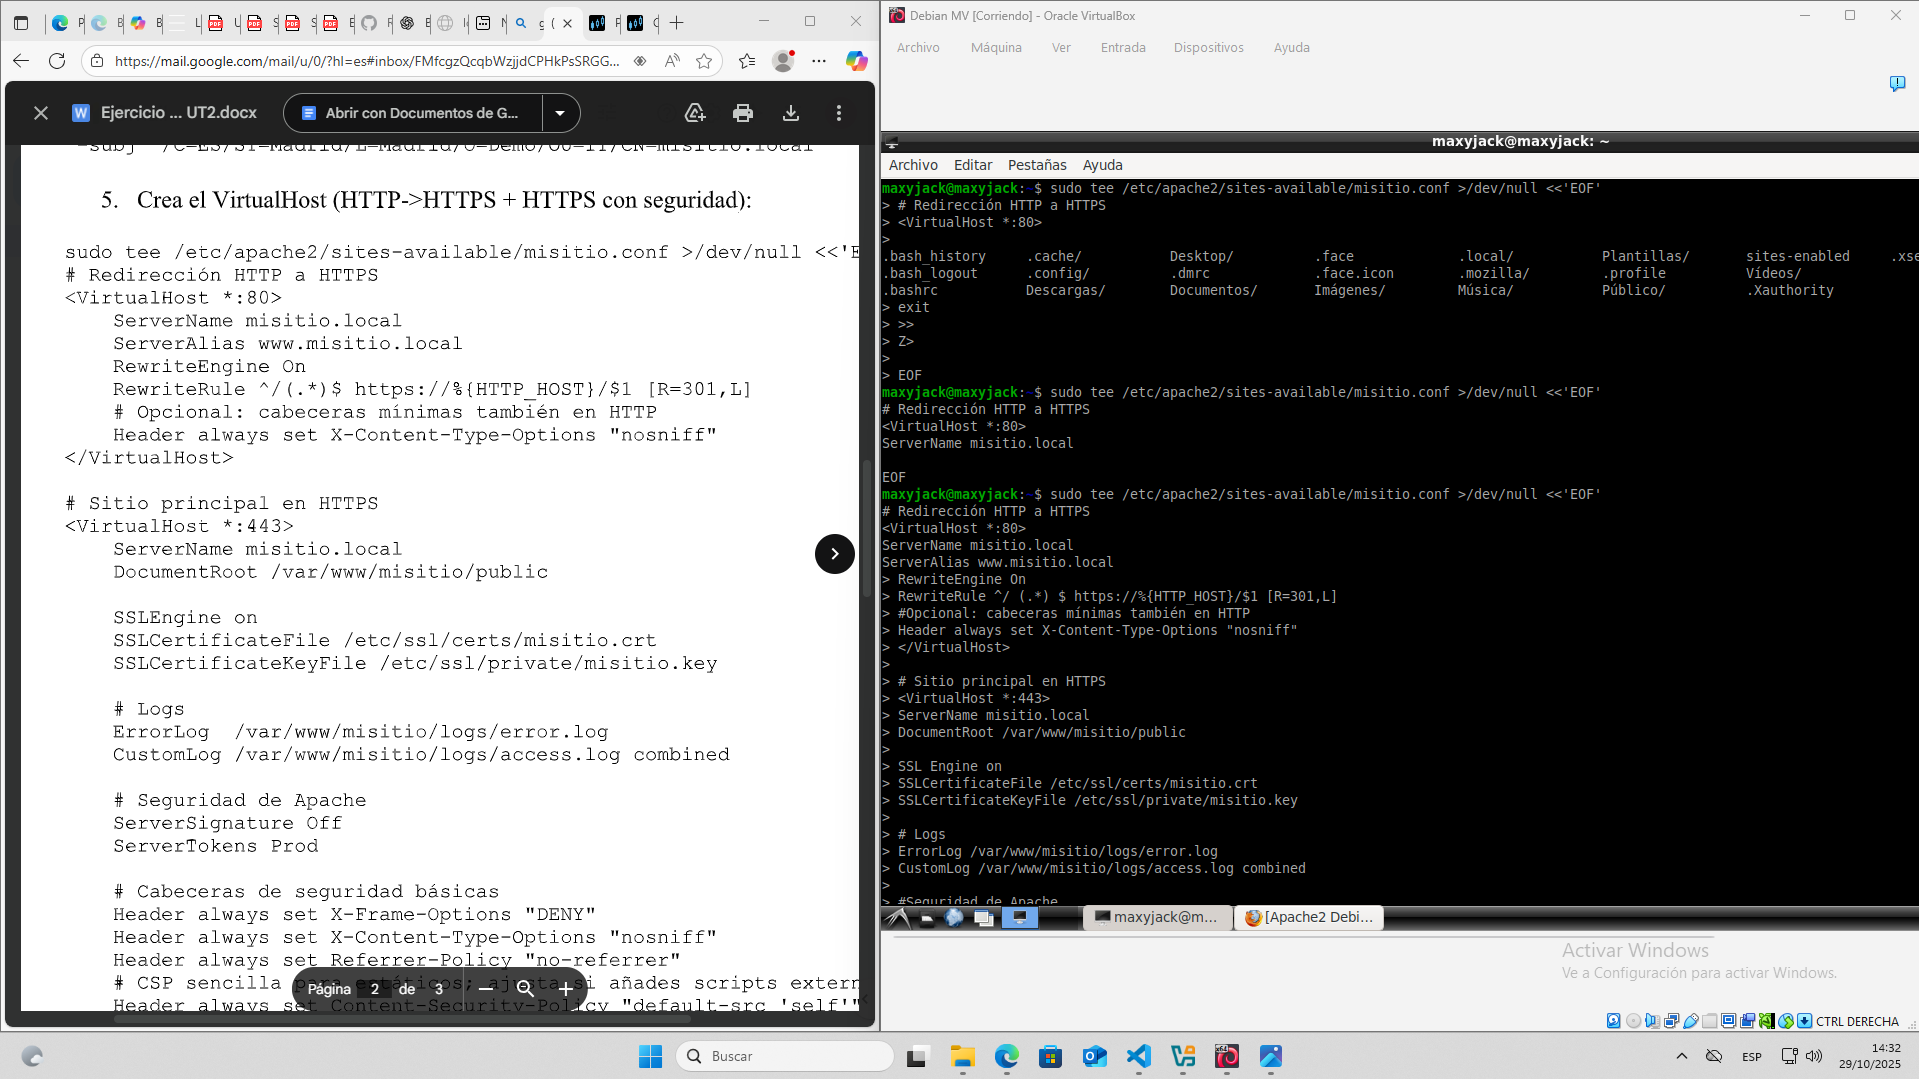 https://mail.google.com/mail/u/0/?hl=es#inbox/FMfcgzQcqbWzjjdCPHkPsSRGG...
Ejercicio ... UT2.docx
Abrir con Documentos de G...
-subj "/C=ES/ST=Madrid/L=Madrid/O=Demo/OU=IT/CN=misitio.local"
5. Crea el VirtualHost (HTTP->HTTPS + HTTPS con seguridad):
sudo tee /etc/apache2/sites-available/misitio.conf >/dev/null <<'E
# Redirección HTTP a HTTPS
<VirtualHost *:80>
ServerName misitio.local
ServerAlias www.misitio.local
RewriteEngine On
RewriteRule ^/(.*)$ https://%{HTTP_HOST}/$1 [R=301,L]
# Opcional: cabeceras mínimas también en HTTP
Header always set X-Content-Type-Options "nosniff"
</VirtualHost>
# Sitio principal en HTTPS
<VirtualHost *:443>
ServerName misitio.local
DocumentRoot /var/www/misitio/public
SSLEngine on
SSLCertificateFile /etc/ssl/certs/misitio.crt
SSLCertificateKeyFile /etc/ssl/private/misitio.key
# Logs
ErrorLog /var/www/misitio/logs/error.log
CustomLog /var/www/misitio/logs/access.log combined
# Seguridad de Apache
ServerSignature Off
ServerTokens Prod
# Cabeceras de seguridad básicas
Header always set X-Frame-Options "DENY"
Header always set X-Content-Type-Options "nosniff"
Header always set Referrer-Policy "no-referrer"
# CSP sencilla para estáticos; ajusta si añades scripts extern
Header always set Content-Security-Policy "default-src 'self'"
Página 2 de 3
Debian MV [Corriendo] - Oracle VirtualBox
Archivo Máquina Ver Entrada Dispositivos Ayuda
maxyjack@maxyjack: ~
Archivo Editar Pestañas Ayuda
maxyjack@maxyjack:~$ sudo tee /etc/apache2/sites-available/misitio.conf >/dev/null <<'EOF'
> # Redirección HTTP a HTTPS
> <VirtualHost *:80>
>
.bash_history .cache/ Desktop/ .face .local/ Plantillas/ sites-enabled .xse
.bash_logout .config/ .dmrc .face.icon .mozilla/ .profile Vídeos/
.bashrc Descargas/ Documentos/ Imágenes/ Música/ Público/ .Xauthority
> exit
> >>
> Z>
>
> EOF
maxyjack@maxyjack:~$ sudo tee /etc/apache2/sites-available/misitio.conf >/dev/null <<'EOF'
# Redirección HTTP a HTTPS
<VirtualHost *:80>
ServerName misitio.local
EOF
maxyjack@maxyjack:~$ sudo tee /etc/apache2/sites-available/misitio.conf >/dev/null <<'EOF'
# Redirección HTTP a HTTPS
<VirtualHost *:80>
ServerName misitio.local
ServerAlias www.misitio.local
> RewriteEngine On
> RewriteRule ^/ (.*) $ https://%{HTTP_HOST}/$1 [R=301,L]
> #Opcional: cabeceras mínimas también en HTTP
> Header always set X-Content-Type-Options "nosniff"
> </VirtualHost>
>
> # Sitio principal en HTTPS
> <VirtualHost *:443>
> ServerName misitio.local
> DocumentRoot /var/www/misitio/public
>
> SSL Engine on
> SSLCertificateFile /etc/ssl/certs/misitio.crt
> SSLCertificateKeyFile /etc/ssl/private/misitio.key
>
> # Logs
> ErrorLog /var/www/misitio/logs/error.log
> CustomLog /var/www/misitio/logs/access.log combined
>
> #Seguridad de Apache
maxyjack@m...
[Apache2 Debi...
Activar Windows
Ve a Configuración para activar Windows.
CTRL DERECHA
Buscar
ESP
14:32
29/10/2025